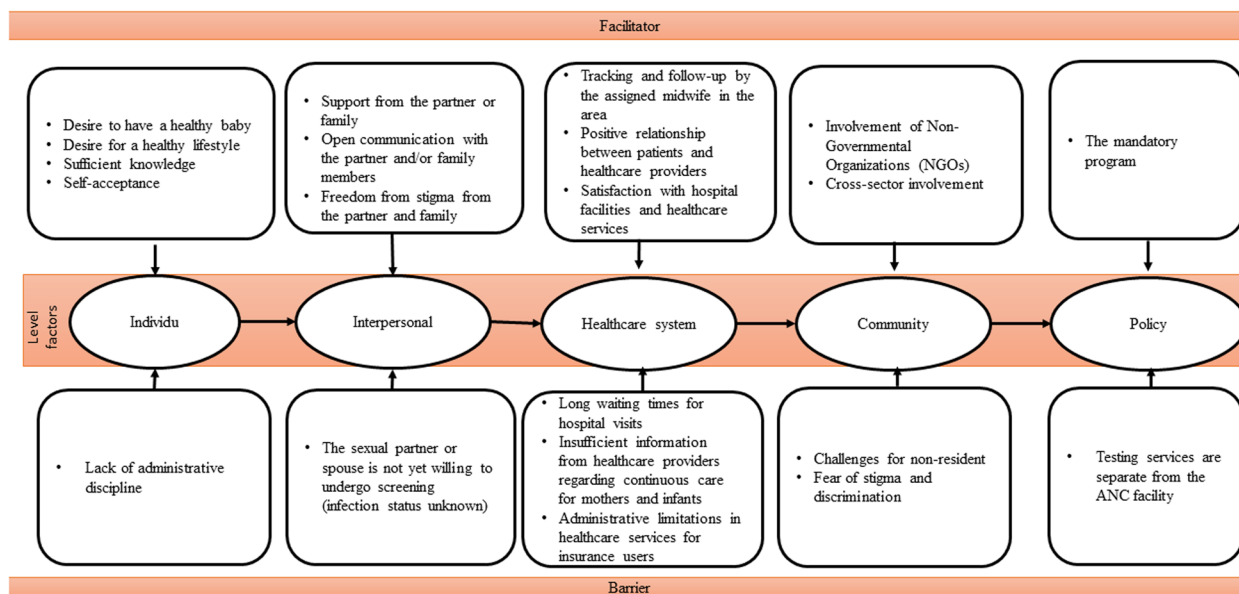 Facilitator
• Desire to have a healthy baby
• Desire for a healthy lifestyle
• Sufficient knowledge
• Self-acceptance
• Support from the partner or
family
• Open communication with
the partner and/or family
members
• Freedom from stigma from
the partner and family
• Tracking and follow-up by
the assigned midwife in the
area
• Positive relationship
between patients and
healthcare providers
• Satisfaction with hospital
facilities and healthcare
services
• Involvement of Non-
Governmental
Organizations (NGOs)
• Cross-sector involvement
• The mandatory
program
Level
factors
Individu
Interpersonal
Healthcare system
Community
Policy
• Lack of administrative
discipline
• The sexual partner or
spouse is not yet willing to
undergo screening
(infection status unknown)
• Long waiting times for
hospital visits
• Insufficient information
from healthcare providers
regarding continuous care
for mothers and infants
• Administrative limitations in
healthcare services for
insurance users
• Challenges for non-resident
• Fear of stigma and
discrimination
• Testing services are
separate from the
ANC facility
Barrier